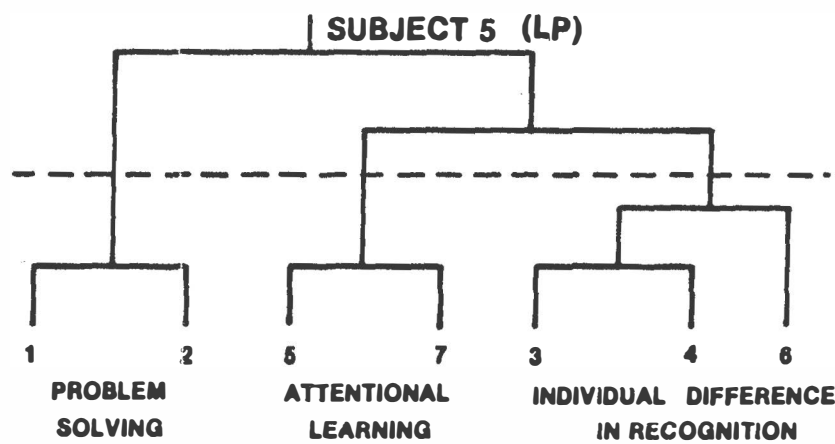 SUBJECT 5 (LP)
1 2 5 7 3 4 6
PROBLEM SOLVING
ATTENTIONAL LEARNING
INDIVIDUAL DIFFERENCE IN RECOGNITION